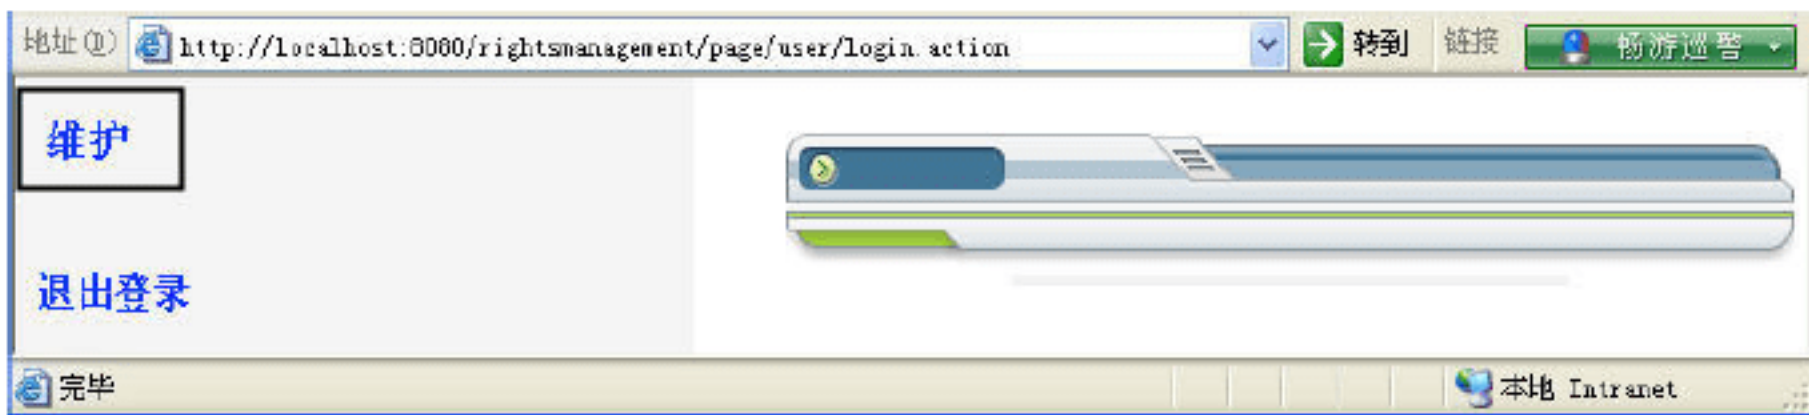 地址(D) http://localhost:8080/rightsmanagement/page/user/login.action 转到 链接 畅游巡警
维护
退出登录
完毕 本地 Intranet